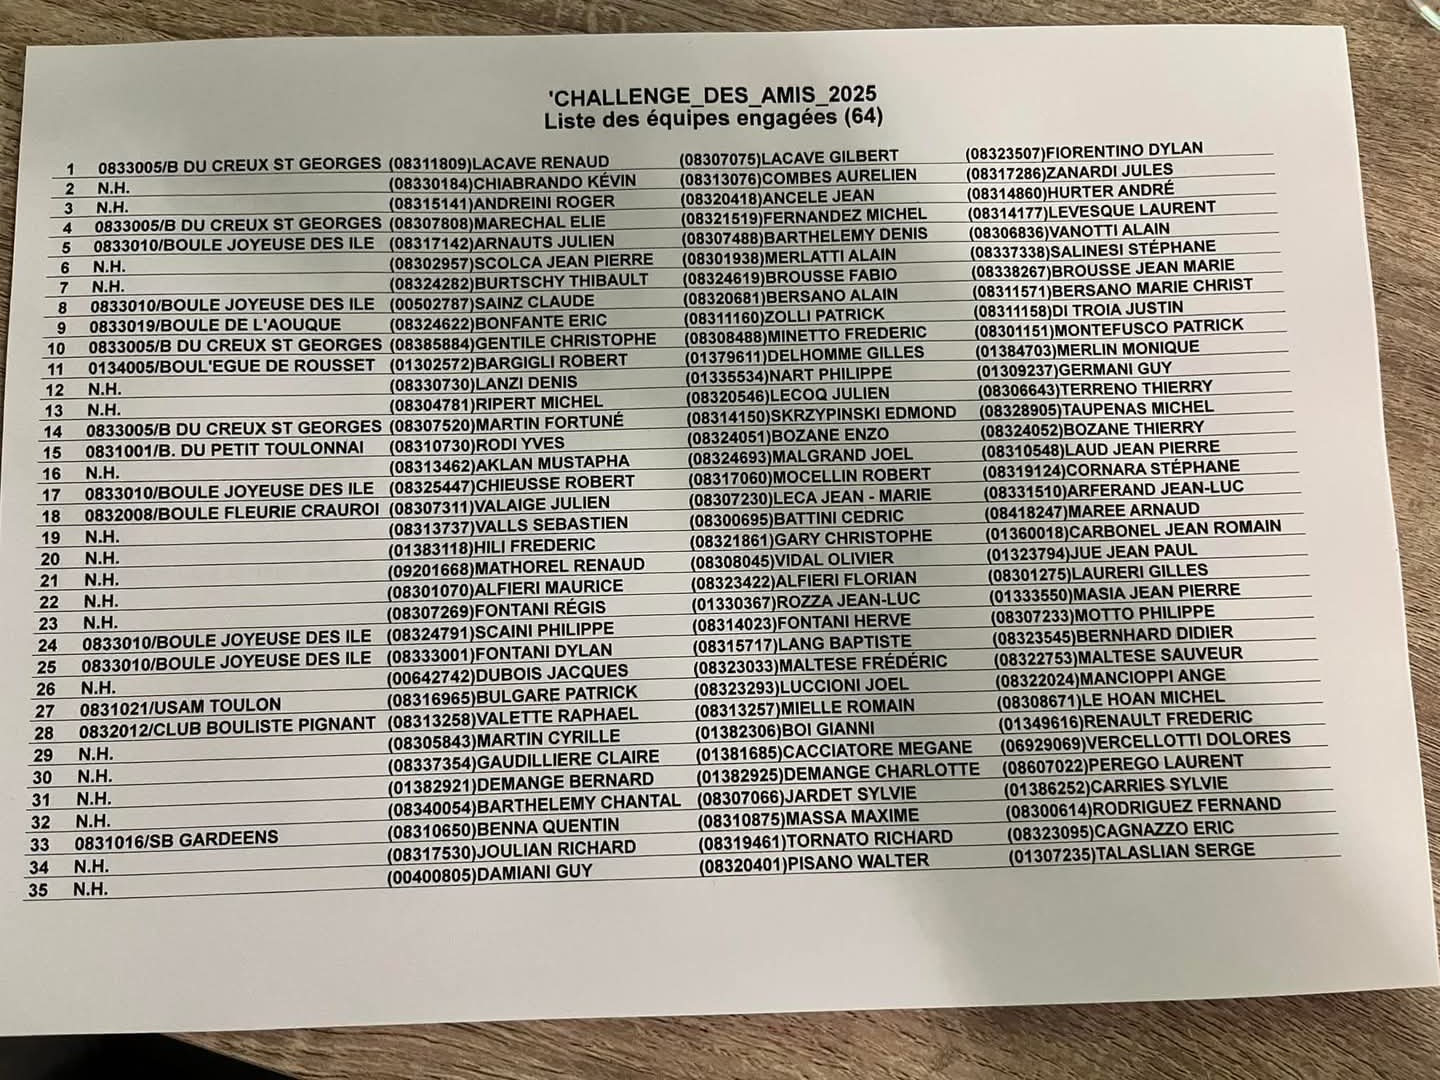 'CHALLENGE_DES_AMIS_2025
Liste des équipes engagées (64)
1 0833005/B DU CREUX ST GEORGES (08311809)LACAVE RENAUD (08307075)LACAVE GILBERT (08323507)FIORENTINO DYLAN
2 N.H. (08330184)CHIABRANDO KÉVIN (08313076)COMBES AURELIEN (08317286)ZANARDI JULES
3 N.H. (08315141)ANDREINI ROGER (08320418)ANCELE JEAN (08314860)HURTER ANDRÉ
4 0833005/B DU CREUX ST GEORGES (08307808)MARECHAL ELIE (08321519)FERNANDEZ MICHEL (08314177)LEVESQUE LAURENT
5 0833010/BOULE JOYEUSE DES ILE (08317142)ARNAUTS JULIEN (08307488)BARTHELEMY DENIS (08306836)VANOTTI ALAIN
6 N.H. (08302957)SCOLCA JEAN PIERRE (08301938)MERLATTI ALAIN (08337338)SALINESI STÉPHANE
7 N.H. (08324282)BURTSCHY THIBAULT (08324619)BROUSSE FABIO (08338267)BROUSSE JEAN MARIE
8 0833010/BOULE JOYEUSE DES ILE (00502787)SAINZ CLAUDE (08320681)BERSANO ALAIN (08311571)BERSANO MARIE CHRIST
9 0833019/BOULE DE L'AOUQUE (08324622)BONFANTE ERIC (08311160)ZOLLI PATRICK (08311158)DI TROIA JUSTIN
10 0833005/B DU CREUX ST GEORGES (08385884)GENTILE CHRISTOPHE (08308488)MINETTO FREDERIC (08301151)MONTEFUSCO PATRICK
11 0134005/BOUL'EGUE DE ROUSSET (01302572)BARGIGLI ROBERT (01379611)DELHOMME GILLES (01384703)MERLIN MONIQUE
12 N.H. (08330730)LANZI DENIS (01335534)NART PHILIPPE (01309237)GERMANI GUY
13 N.H. (08304781)RIPERT MICHEL (08320546)LECOQ JULIEN (08306643)TERRENO THIERRY
14 0833005/B DU CREUX ST GEORGES (08307520)MARTIN FORTUNÉ (08314150)SKRZYPINSKI EDMOND (08328905)TAUPENAS MICHEL
15 0831001/B. DU PETIT TOULONNAI (08310730)RODI YVES (08324051)BOZANE ENZO (08324052)BOZANE THIERRY
16 N.H. (08313462)AKLAN MUSTAPHA (08324693)MALGRAND JOEL (08310548)LAUD JEAN PIERRE
17 0833010/BOULE JOYEUSE DES ILE (08325447)CHIEUSSE ROBERT (08317060)MOCELLIN ROBERT (08319124)CORNARA STÉPHANE
18 0832008/BOULE FLEURIE CRAUROI (08307311)VALAIGE JULIEN (08307230)LECA JEAN - MARIE (08331510)ARFERAND JEAN-LUC
19 N.H. (08313737)VALLS SEBASTIEN (08300695)BATTINI CEDRIC (08418247)MAREE ARNAUD
20 N.H. (01383118)HILI FREDERIC (08321861)GARY CHRISTOPHE (01360018)CARBONEL JEAN ROMAIN
21 N.H. (09201668)MATHOREL RENAUD (08308045)VIDAL OLIVIER (01323794)JUE JEAN PAUL
22 N.H. (08301070)ALFIERI MAURICE (08323422)ALFIERI FLORIAN (08301275)LAURERI GILLES
23 N.H. (08307269)FONTANI RÉGIS (01330367)ROZZA JEAN-LUC (01333550)MASIA JEAN PIERRE
24 0833010/BOULE JOYEUSE DES ILE (08324791)SCAINI PHILIPPE (08314023)FONTANI HERVE (08307233)MOTTO PHILIPPE
25 0833010/BOULE JOYEUSE DES ILE (08333001)FONTANI DYLAN (08315717)LANG BAPTISTE (08323545)BERNHARD DIDIER
26 N.H. (00642742)DUBOIS JACQUES (08323033)MALTESE FRÉDÉRIC (08322753)MALTESE SAUVEUR
27 0831021/USAM TOULON (08316965)BULGARE PATRICK (08323293)LUCCIONI JOEL (08322024)MANCIOPPI ANGE
28 0832012/CLUB BOULISTE PIGNANT (08313258)VALETTE RAPHAEL (08313257)MIELLE ROMAIN (08308671)LE HOAN MICHEL
29 N.H. (08305843)MARTIN CYRILLE (01382306)BOI GIANNI (01349616)RENAULT FREDERIC
30 N.H. (08337354)GAUDILLIERE CLAIRE (01381685)CACCIATORE MEGANE (06929069)VERCELLOTTI DOLORES
31 N.H. (01382921)DEMANGE BERNARD (01382925)DEMANGE CHARLOTTE (08607022)PEREGO LAURENT
32 N.H. (08340054)BARTHELEMY CHANTAL (08307066)JARDET SYLVIE (01386252)CARRIES SYLVIE
33 0831016/SB GARDEENS (08310650)BENNA QUENTIN (08310875)MASSA MAXIME (08300614)RODRIGUEZ FERNAND
34 N.H. (08317530)JOULIAN RICHARD (08319461)TORNATO RICHARD (08323095)CAGNAZZO ERIC
35 N.H. (00400805)DAMIANI GUY (08320401)PISANO WALTER (01307235)TALASLIAN SERGE